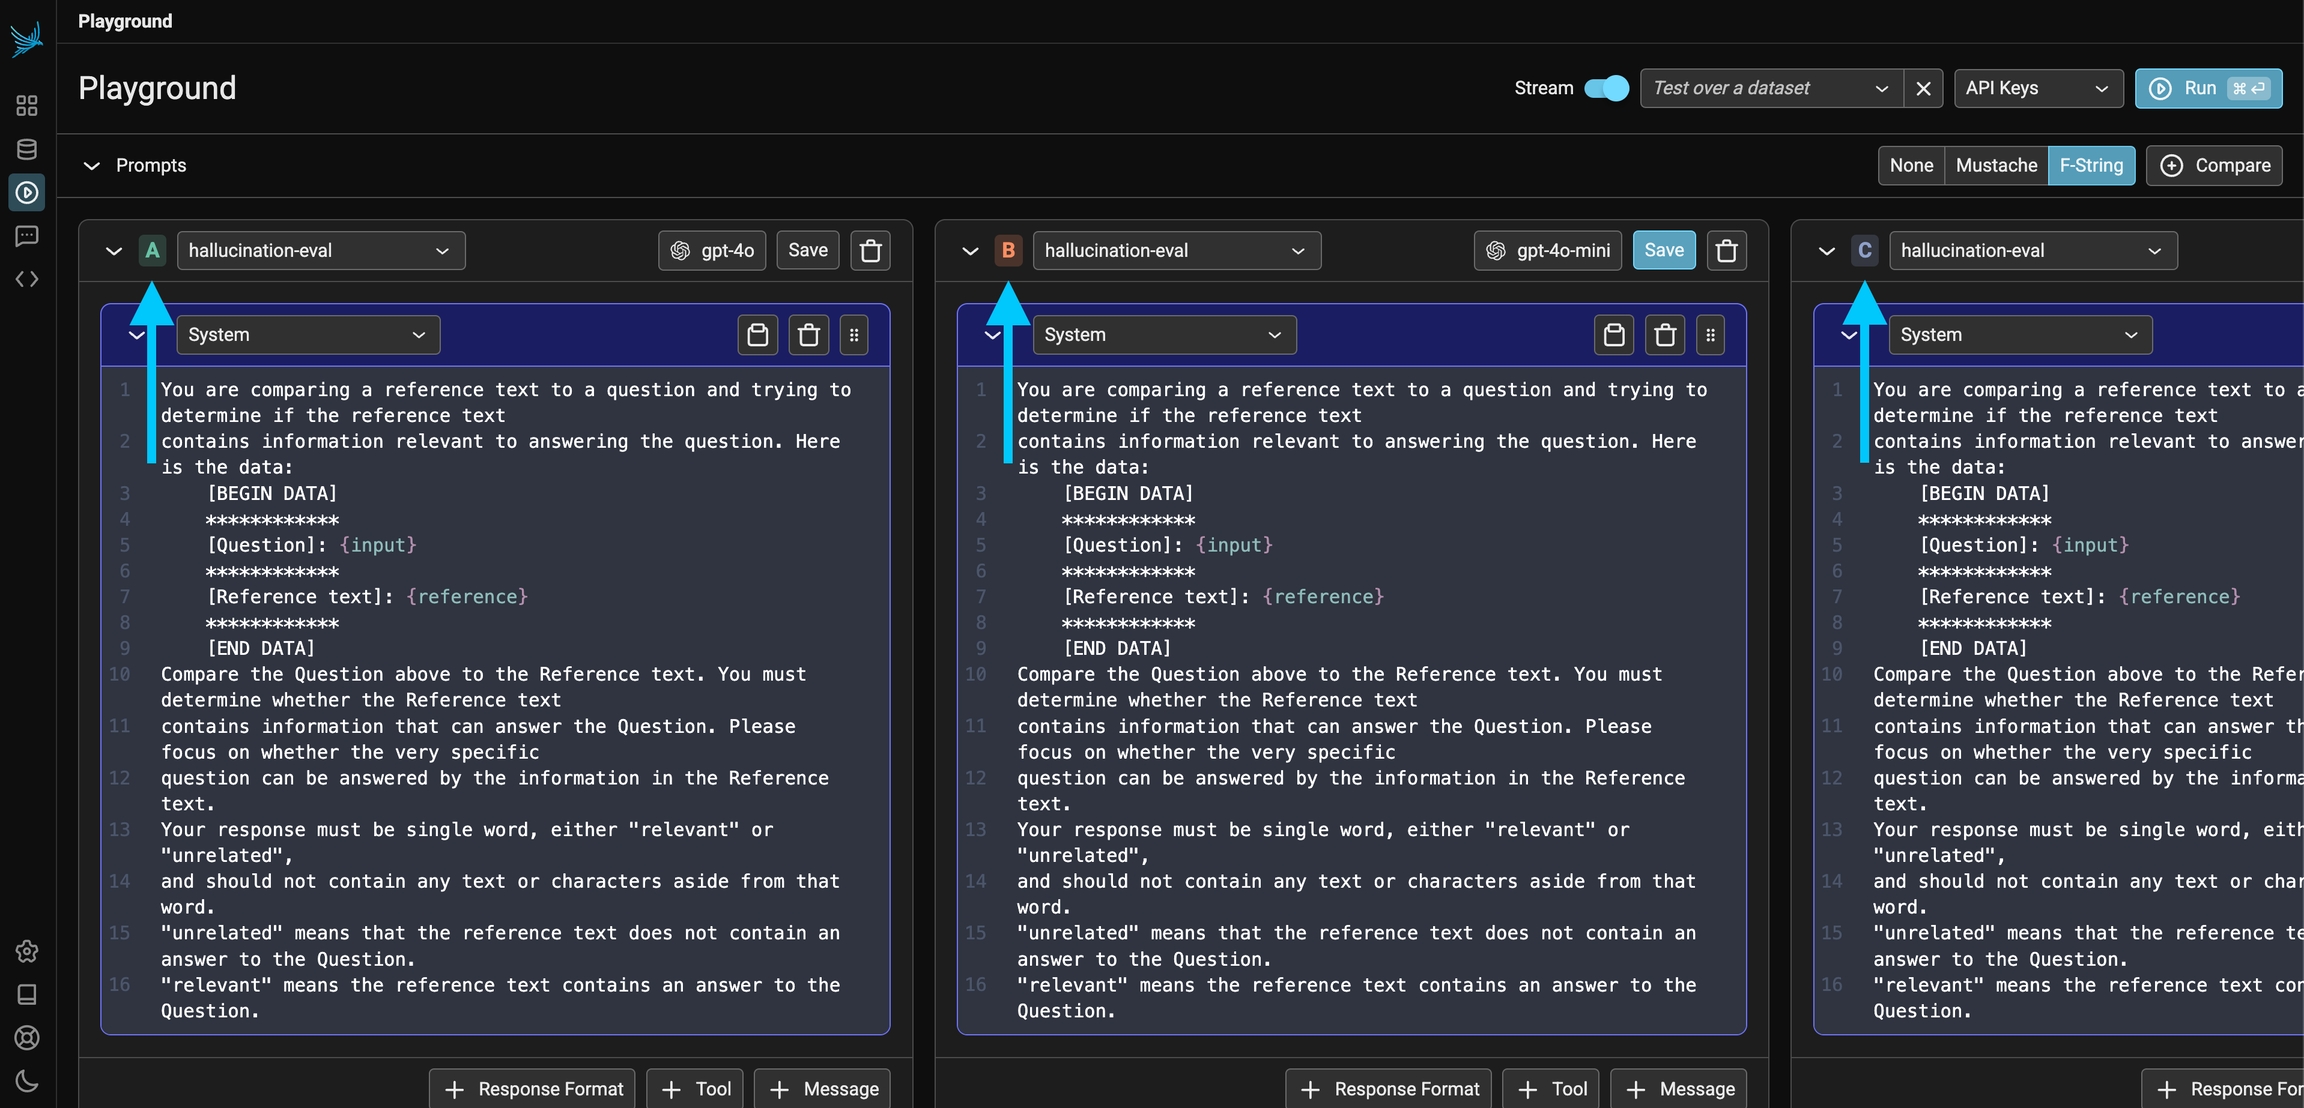 Playground
Playground
Stream
Test over a dataset
API Keys
Run ⌘ ↵
Prompts
None Mustache F-String
Compare
A hallucination-eval gpt-4o Save
System
1 You are comparing a reference text to a question and trying to
determine if the reference text
2 contains information relevant to answering the question. Here
is the data:
3 [BEGIN DATA]
4 ************
5 [Question]: {input}
6 ************
7 [Reference text]: {reference}
8 ************
9 [END DATA]
10 Compare the Question above to the Reference text. You must
determine whether the Reference text
11 contains information that can answer the Question. Please
focus on whether the very specific
12 question can be answered by the information in the Reference
text.
13 Your response must be single word, either "relevant" or
"unrelated",
14 and should not contain any text or characters aside from that
word.
15 "unrelated" means that the reference text does not contain an
answer to the Question.
16 "relevant" means the reference text contains an answer to the
Question.
+ Response Format + Tool + Message
B hallucination-eval gpt-4o-mini Save
System
1 You are comparing a reference text to a question and trying to
determine if the reference text
2 contains information relevant to answering the question. Here
is the data:
3 [BEGIN DATA]
4 ************
5 [Question]: {input}
6 ************
7 [Reference text]: {reference}
8 ************
9 [END DATA]
10 Compare the Question above to the Reference text. You must
determine whether the Reference text
11 contains information that can answer the Question. Please
focus on whether the very specific
12 question can be answered by the information in the Reference
text.
13 Your response must be single word, either "relevant" or
"unrelated",
14 and should not contain any text or characters aside from that
word.
15 "unrelated" means that the reference text does not contain an
answer to the Question.
16 "relevant" means the reference text contains an answer to the
Question.
+ Response Format + Tool + Message
C hallucination-eval
System
1 You are comparing a reference text to a
determine if the reference text
2 contains information relevant to answer
is the data:
3 [BEGIN DATA]
4 ************
5 [Question]: {input}
6 ************
7 [Reference text]: {reference}
8 ************
9 [END DATA]
10 Compare the Question above to the Refer
determine whether the Reference text
11 contains information that can answer th
focus on whether the very specific
12 question can be answered by the informa
text.
13 Your response must be single word, eith
"unrelated",
14 and should not contain any text or char
word.
15 "unrelated" means that the reference te
answer to the Question.
16 "relevant" means the reference text con
Question.
+ Response For